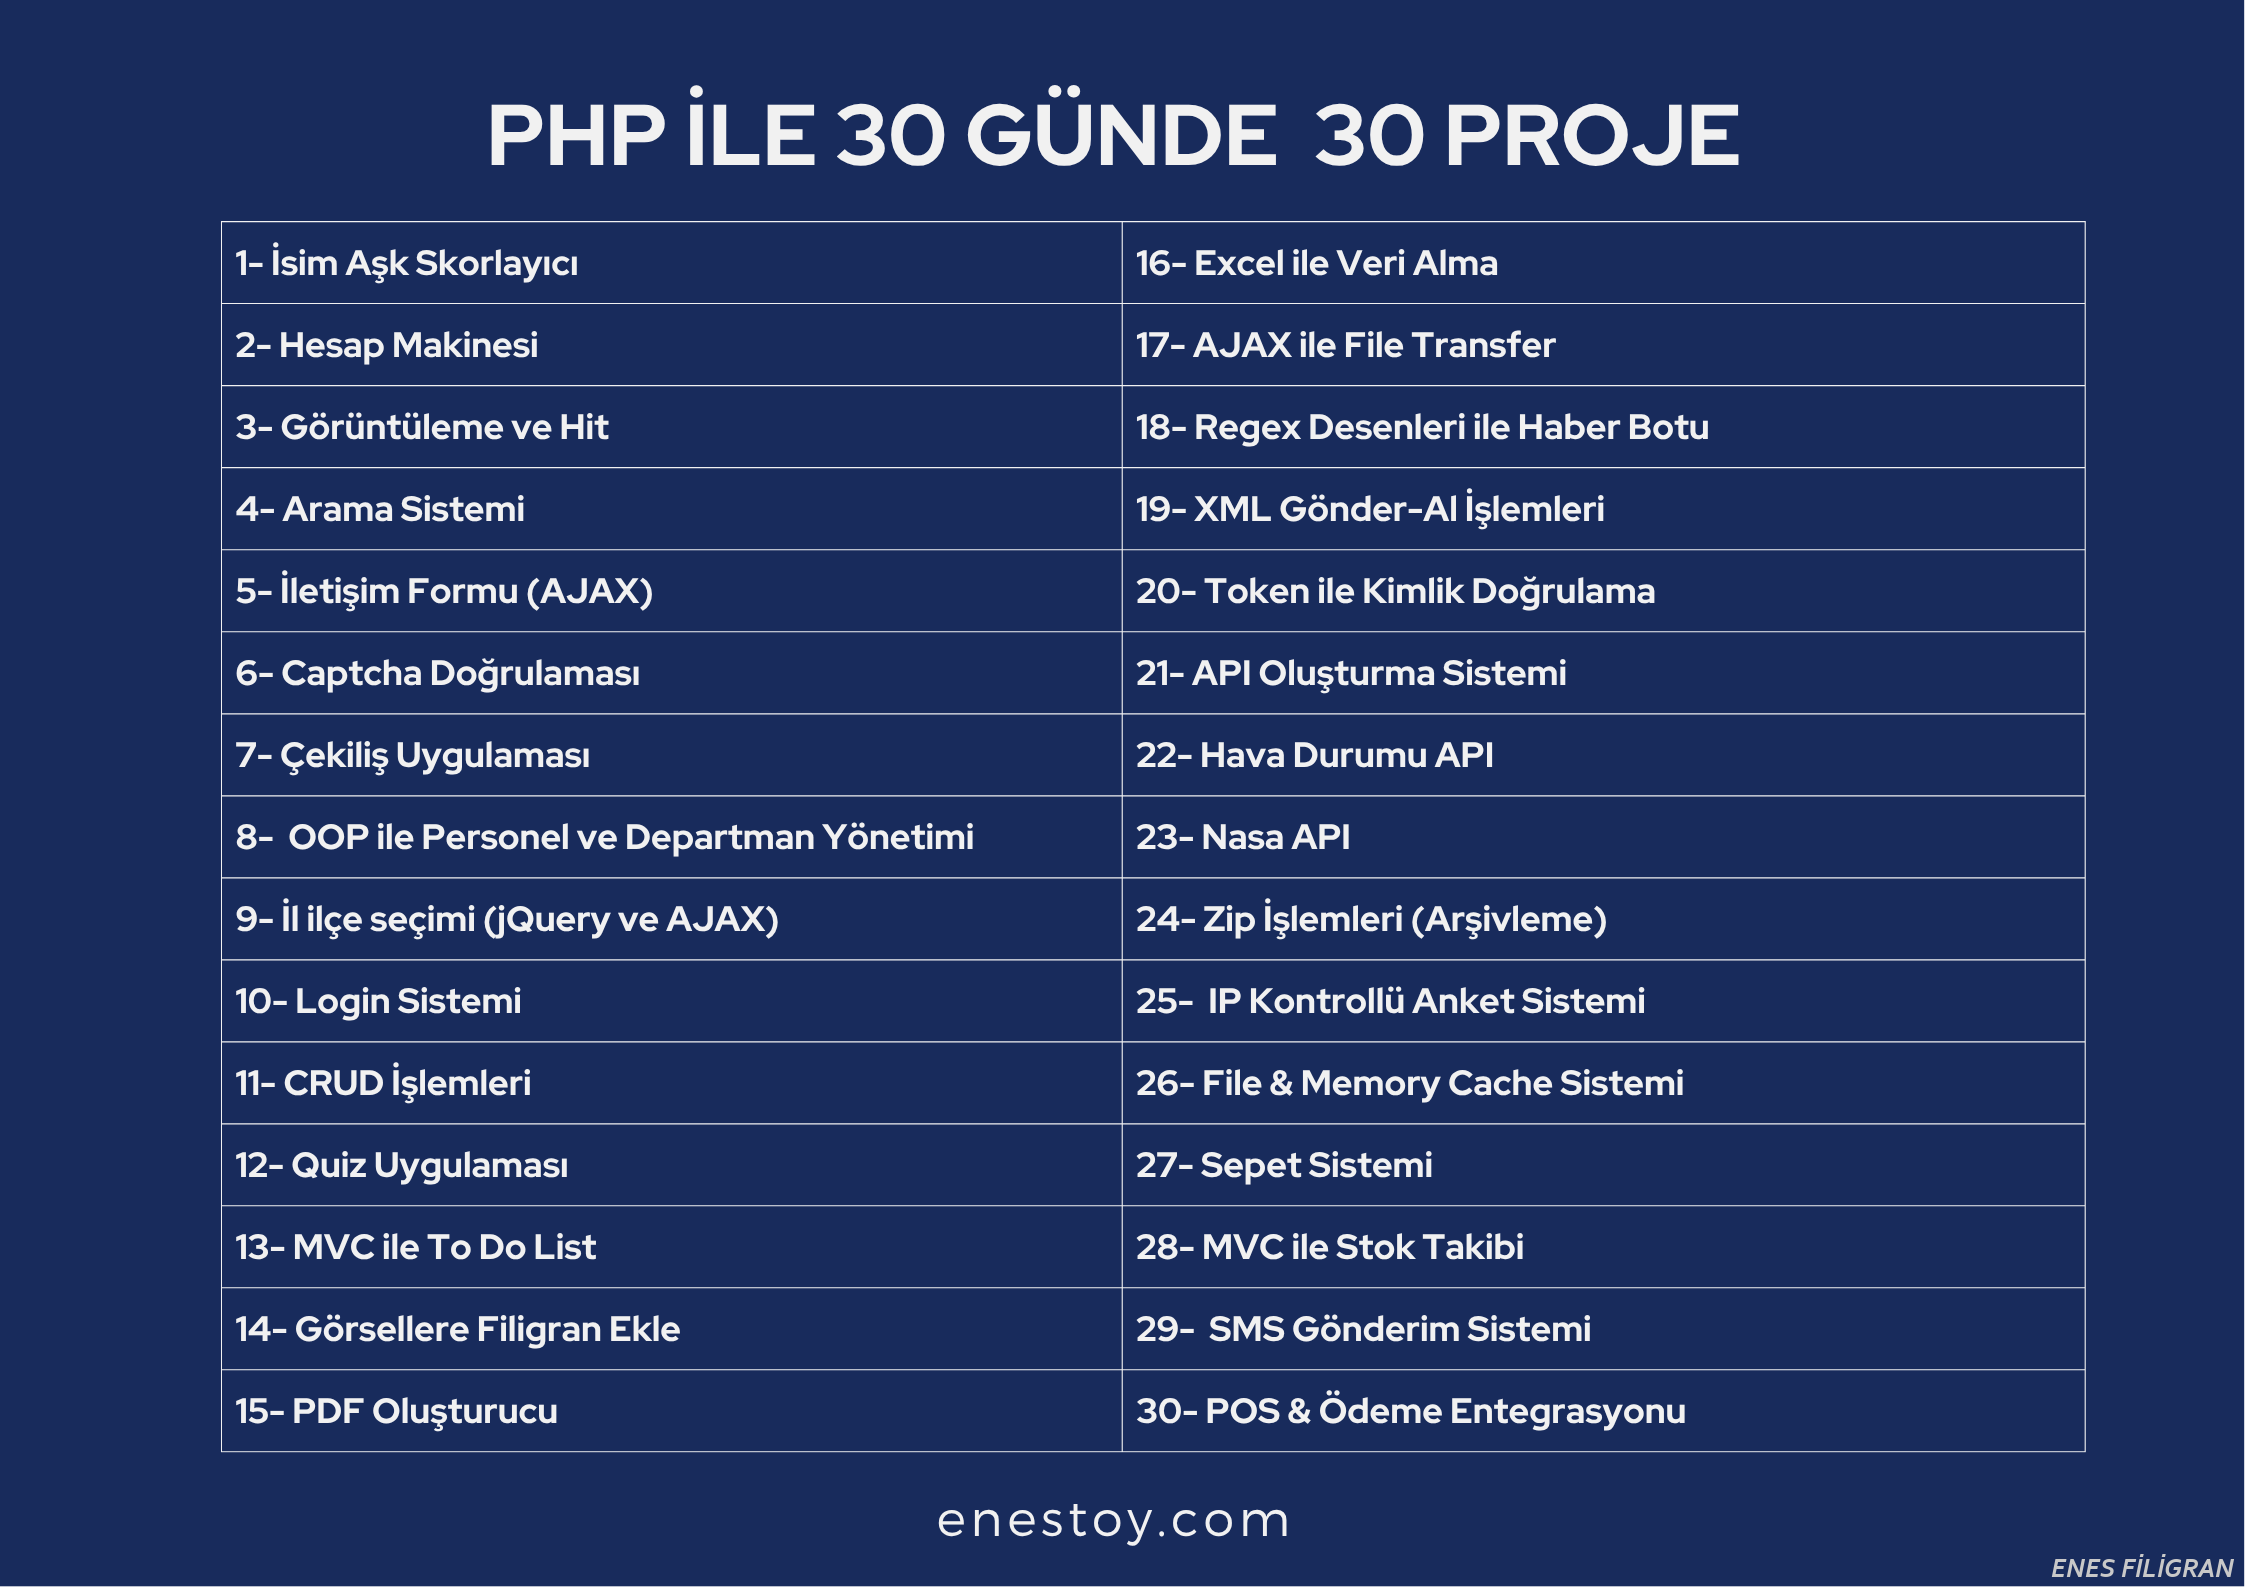 PHP İLE 30 GÜNDE  30 PROJE
1- İsim Aşk Skorlayıcı
2- Hesap Makinesi
3- Görüntüleme ve Hit
4- Arama Sistemi
5- İletişim Formu (AJAX)
6- Captcha Doğrulaması
7- Çekiliş Uygulaması
8-  OOP ile Personel ve Departman Yönetimi
9- İl ilçe seçimi (jQuery ve AJAX)
10- Login Sistemi
11- CRUD İşlemleri
12- Quiz Uygulaması
13- MVC ile To Do List
14- Görsellere Filigran Ekle
15- PDF Oluşturucu
16- Excel ile Veri Alma
17- AJAX ile File Transfer
18- Regex Desenleri ile Haber Botu
19- XML Gönder-Al İşlemleri
20- Token ile Kimlik Doğrulama
21- API Oluşturma Sistemi
22- Hava Durumu API
23- Nasa API
24- Zip İşlemleri (Arşivleme)
25-  IP Kontrollü Anket Sistemi
26- File & Memory Cache Sistemi
27- Sepet Sistemi
28- MVC ile Stok Takibi
29-  SMS Gönderim Sistemi
30- POS & Ödeme Entegrasyonu
enestoy.com
ENES FİLİGRAN